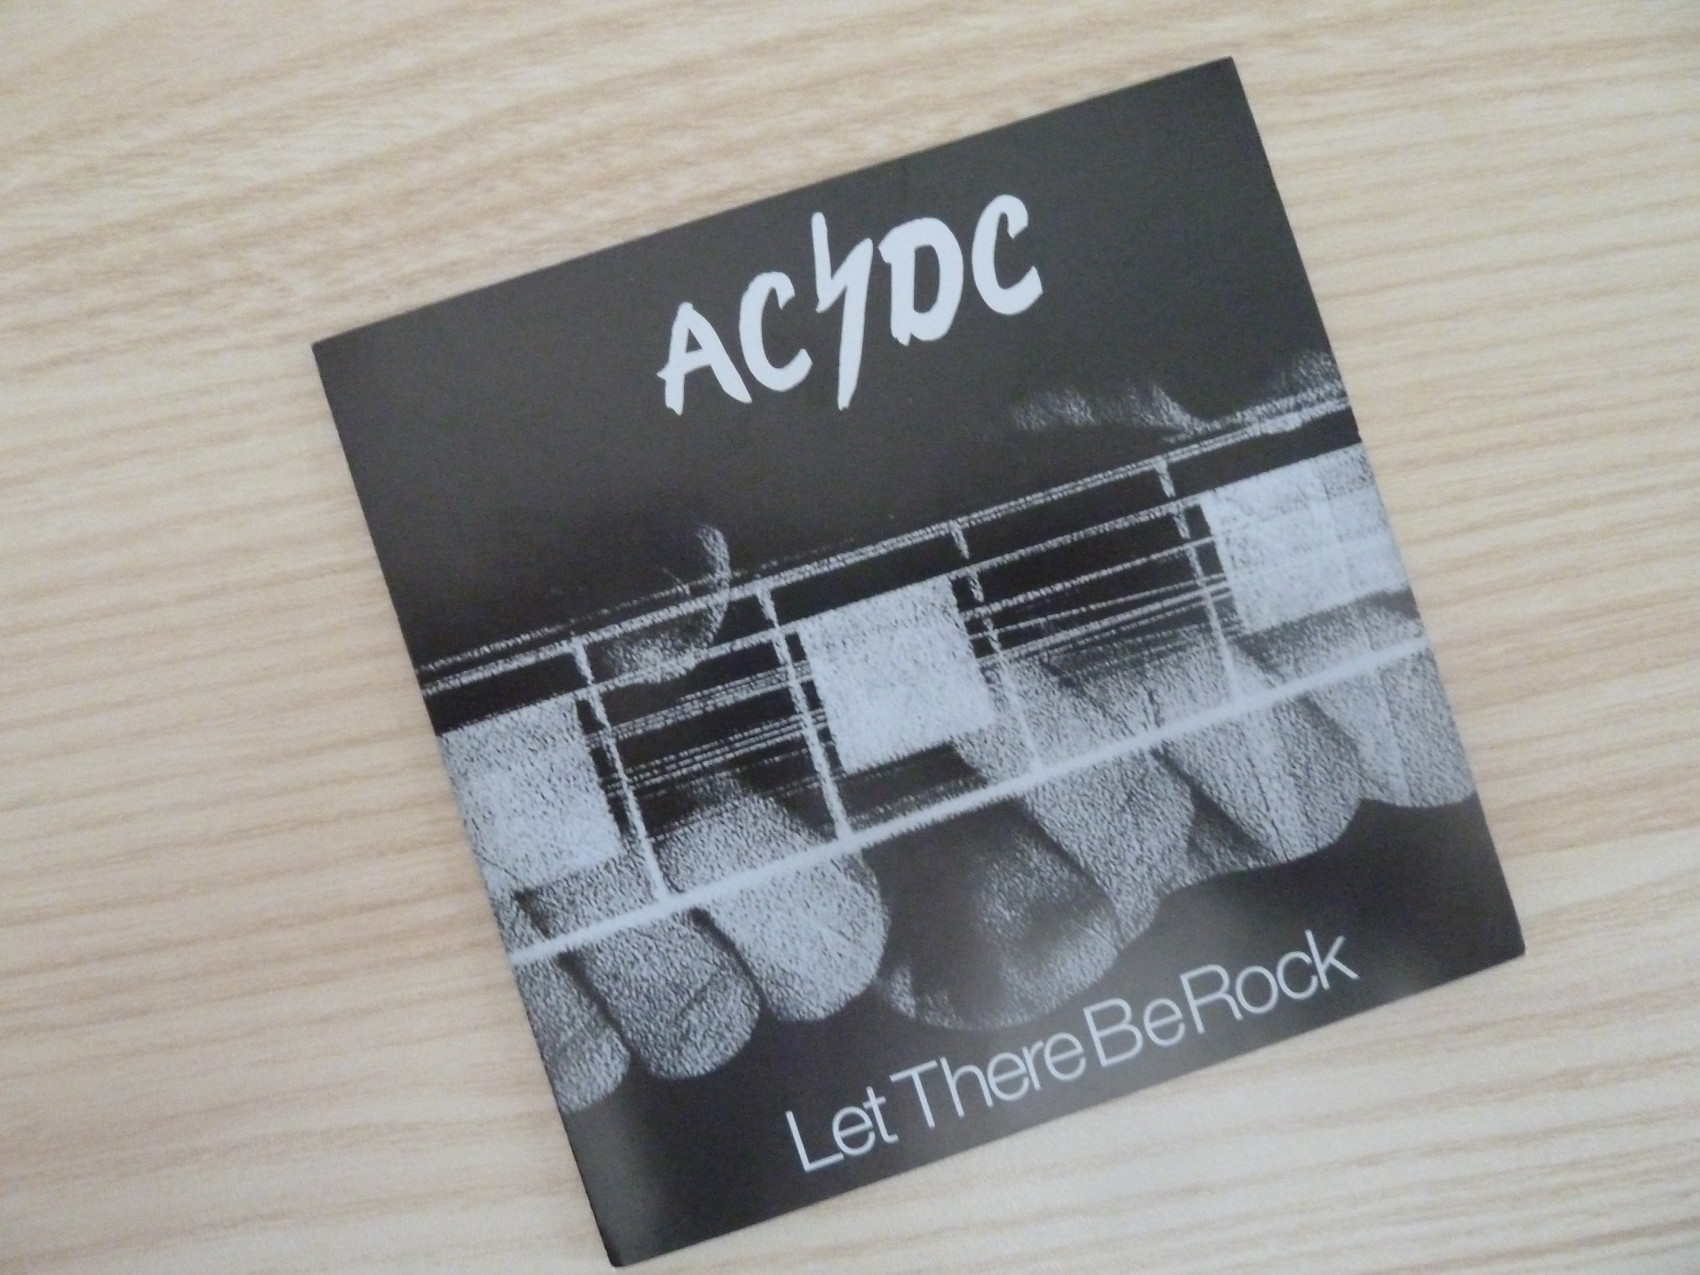 AC⚡DC
Let There Be Rock